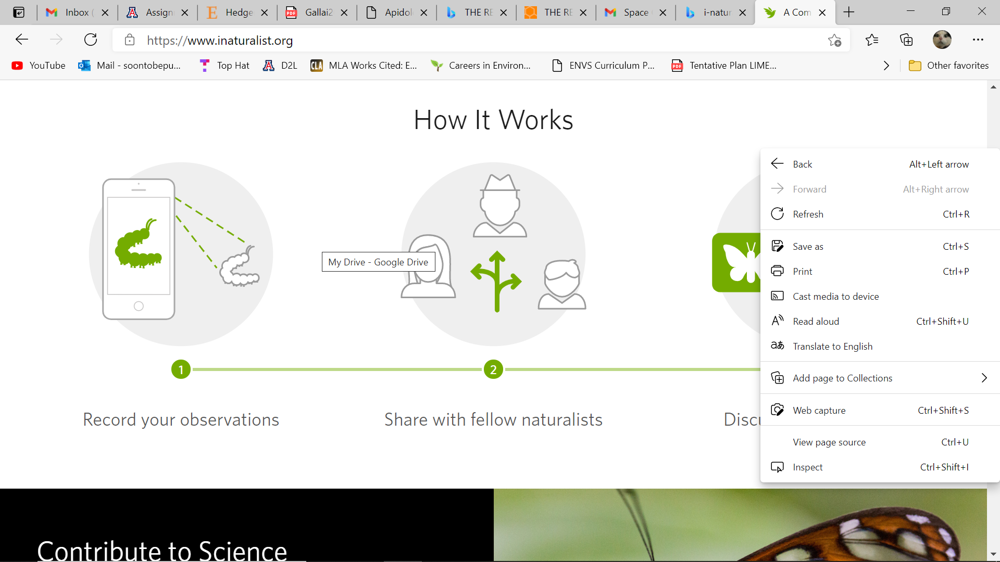 Inbox (
Assignr
Hedge
Gallai2
Apidol
THE RE
THE RE
Space
i-natur
A Com
https://www.inaturalist.org
YouTube
Mail - soontobepu...
Top Hat
D2L
CLA
MLA Works Cited: E...
Careers in Environ...
ENVS Curriculum P...
PDF
Tentative Plan LIME...
Other favorites
How It Works
My Drive - Google Drive
1
2
Record your observations
Share with fellow naturalists
Discu
Back Alt+Left arrow
Forward Alt+Right arrow
Refresh Ctrl+R
Save as Ctrl+S
Print Ctrl+P
Cast media to device
Read aloud Ctrl+Shift+U
Translate to English
Add page to Collections
Web capture Ctrl+Shift+S
View page source Ctrl+U
Inspect Ctrl+Shift+I
Contribute to Science